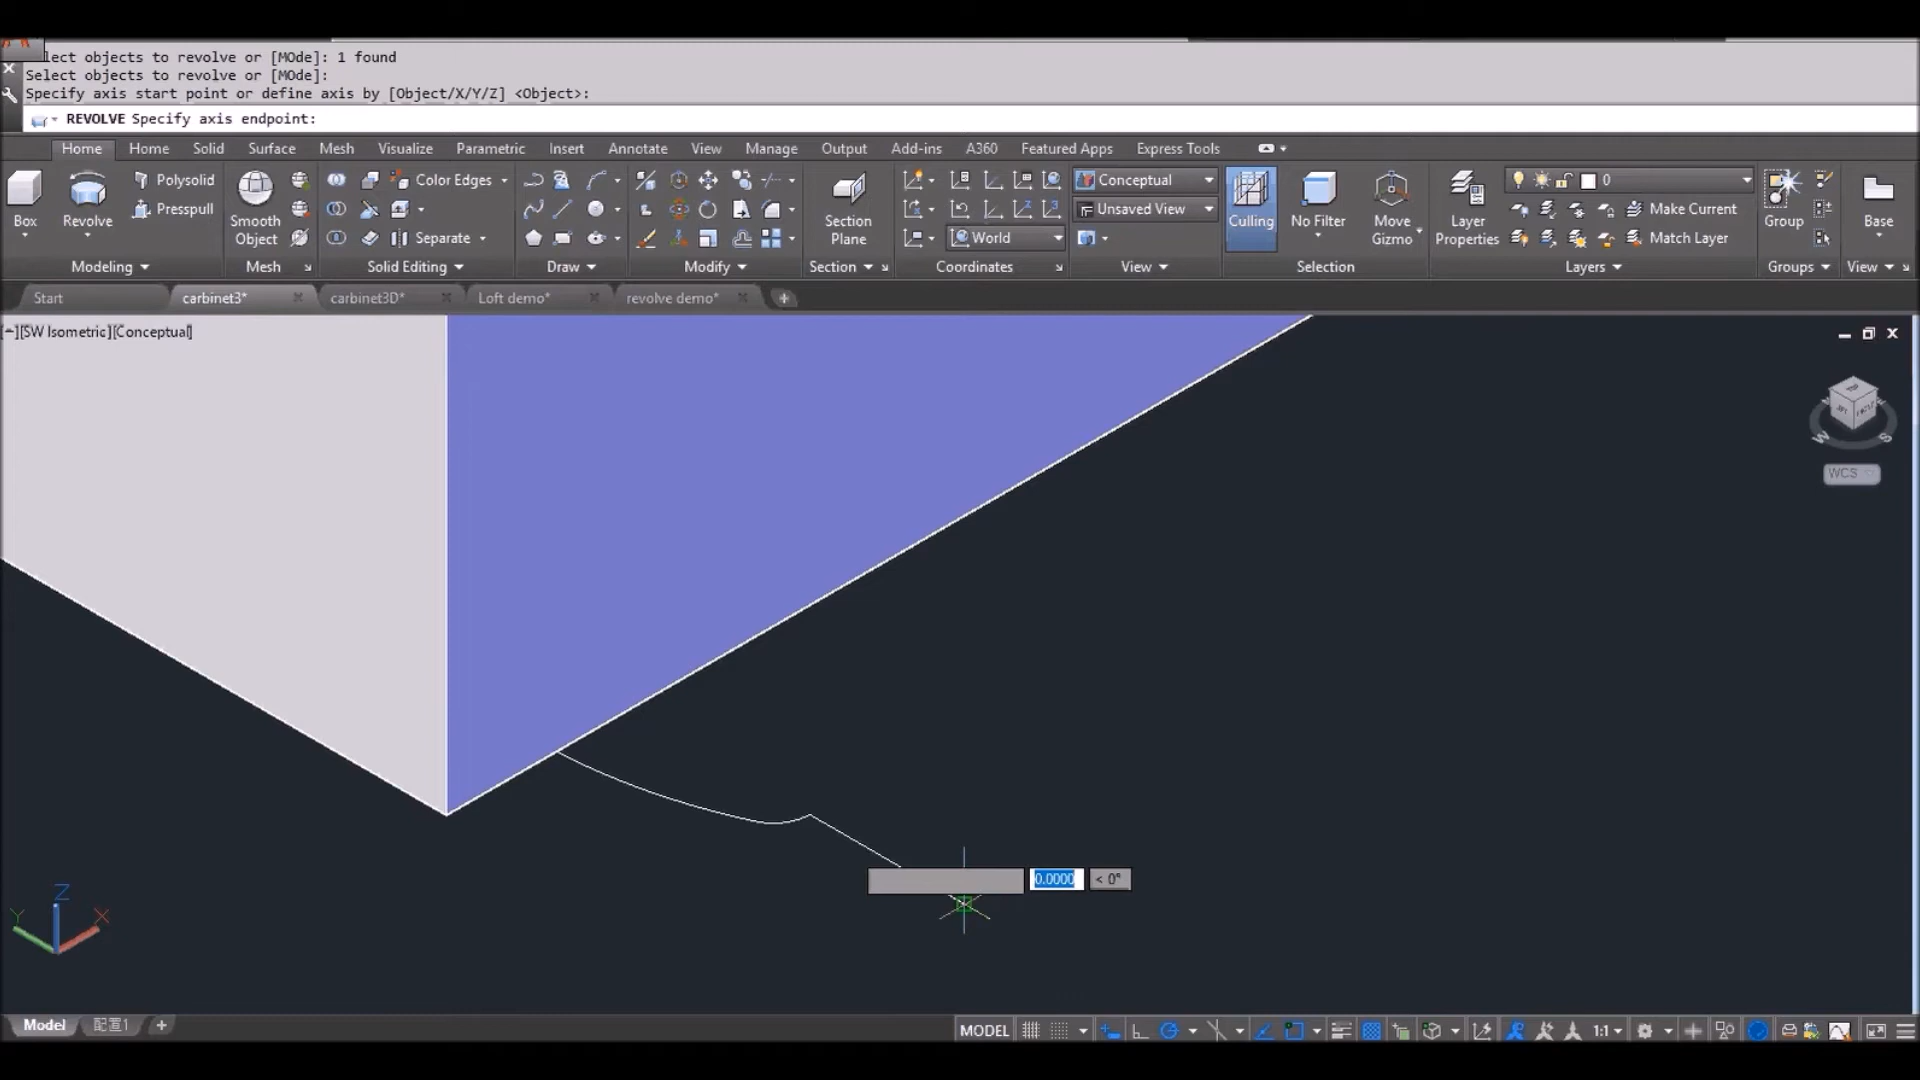 lect objects to revolve or [MOde]: 1 found
Select objects to revolve or [MOde]:
Specify axis start point or define axis by [Object/X/Y/Z] <Object>:
REVOLVE Specify axis endpoint:
Home Home Solid Surface Mesh Visualize Parametric Insert Annotate View Manage Output Add-ins A360 Featured Apps Express Tools
Box
Revolve
Polysolid
Presspull
Modeling
Smooth
Object
Mesh
Color Edges
Separate
Solid Editing
Draw
Modify
Section
Plane
Section
World
Coordinates
Conceptual
Unsaved View
View
Culling
No Filter
Move
Gizmo
Selection
Layer
Properties
0
Make Current
Match Layer
Layers
Group
Groups
Base
View
Start carbinet3* carbinet3D* Loft demo* revolve demo*
[−][SW Isometric][Conceptual]
TOP
W S
WCS
0.0000 < 0°
Z
Y X
Model 配置1
MODEL 1:1